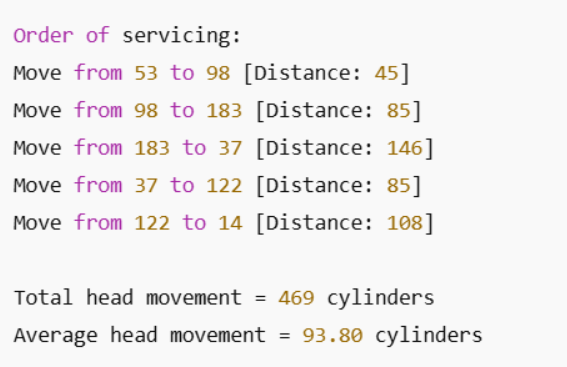 Order of servicing:
Move from 53 to 98 [Distance: 45]
Move from 98 to 183 [Distance: 85]
Move from 183 to 37 [Distance: 146]
Move from 37 to 122 [Distance: 85]
Move from 122 to 14 [Distance: 108]
Total head movement = 469 cylinders
Average head movement = 93.80 cylinders